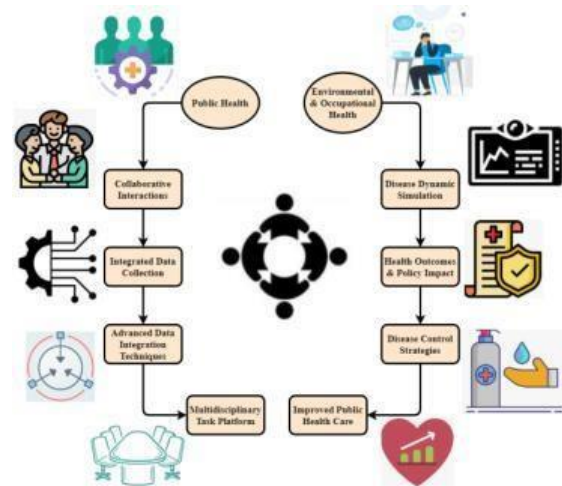 Public Health
Environmental
& Occupational
Health
Collaborative
Interactions
Disease Dynamic
Simulation
Integrated Data
Collection
Health Outcomes
& Policy Impact
Advanced Data
Integration
Techniques
Disease Control
Strategies
Multidisciplinary
Task Platform
Improved Public
Health Care